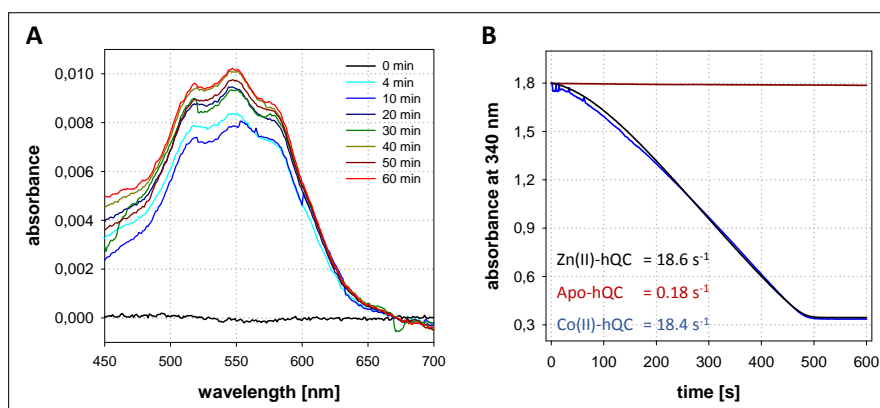 A
0,010
0,008
0,006
0,004
0,002
0,000
absorbance
450 500 550 600 650 700
wavelength [nm]
0 min
4 min
10 min
20 min
30 min
40 min
50 min
60 min
B
1.8
1.5
1,2
0.9
0.6
0.3
absorbance at 340 nm
0 100 200 300 400 500 600
time [s]
Zn(II)-hQC = 18.6 s⁻¹
Apo-hQC = 0.18 s⁻¹
Co(II)-hQC = 18.4 s⁻¹